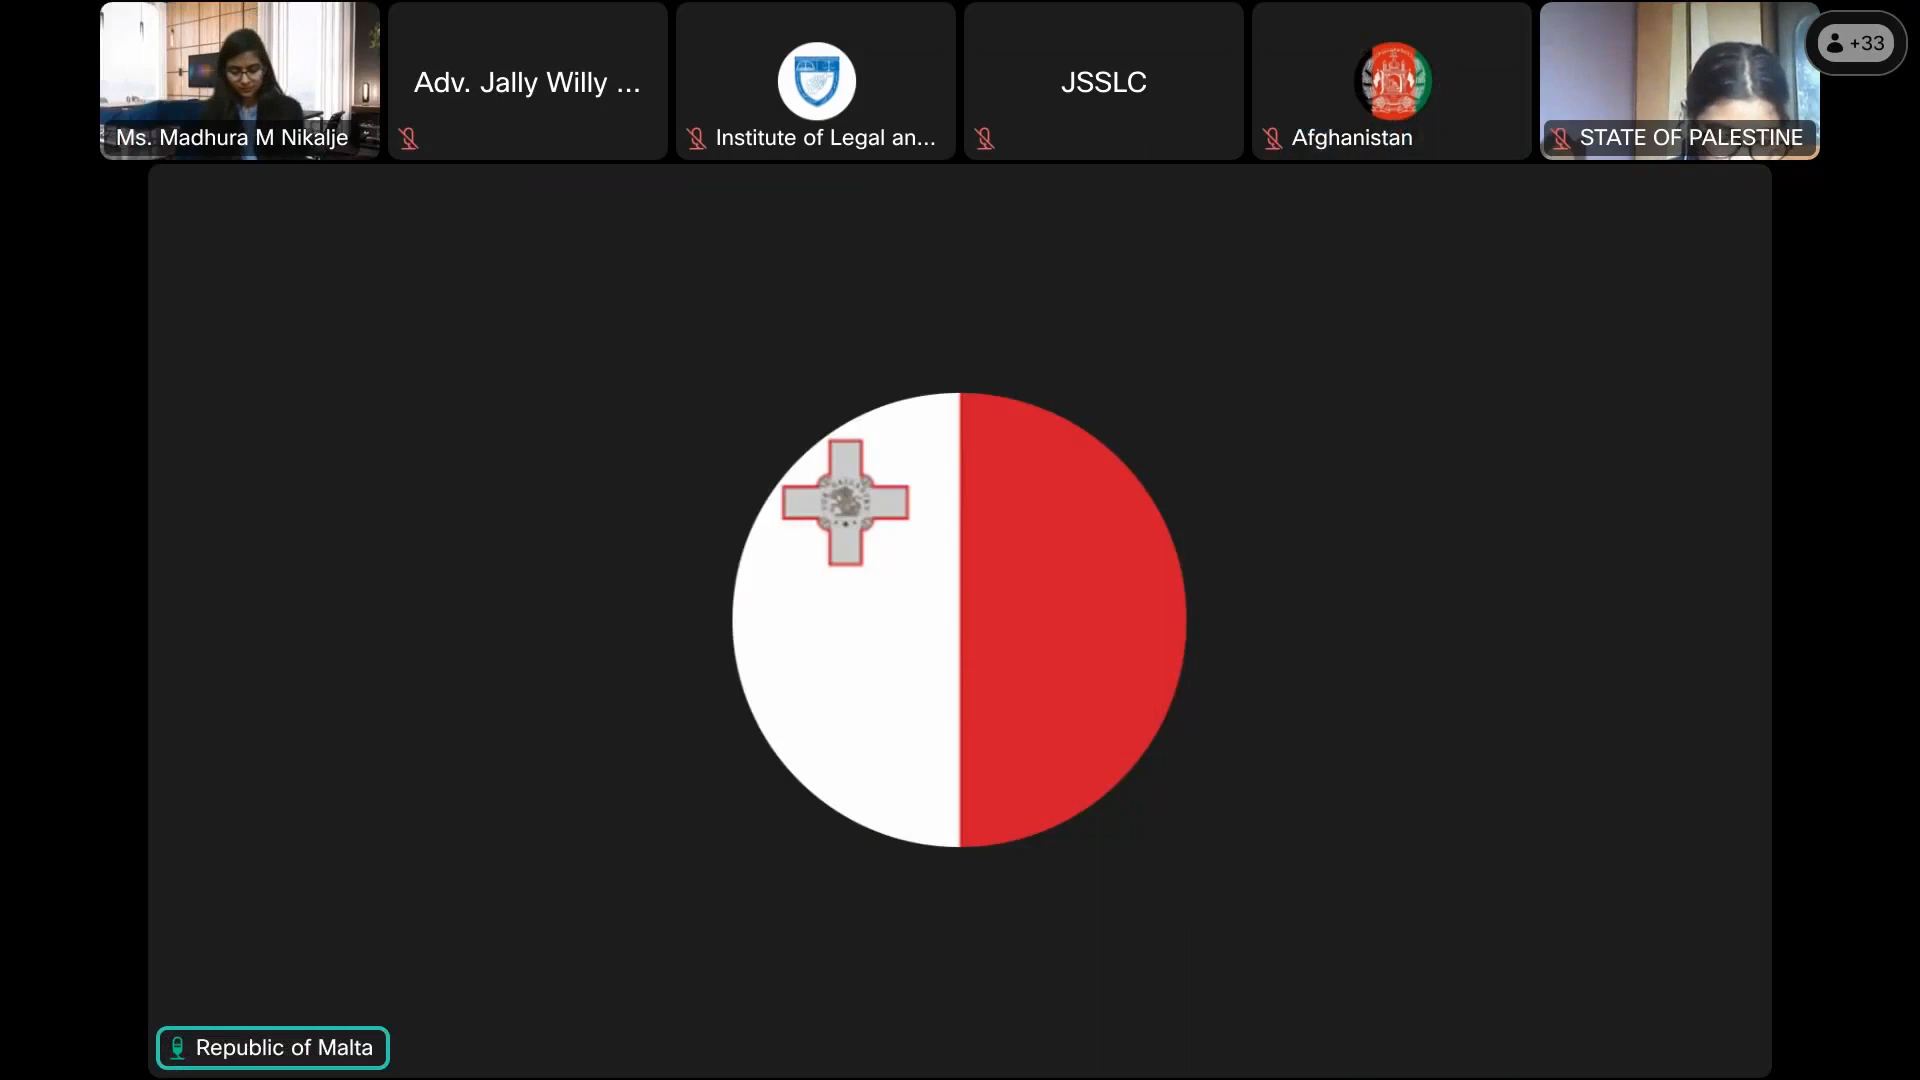 Ms. Madhura M Nikalje
Adv. Jally Willy ...
Institute of Legal an...
JSSLC
Afghanistan
STATE OF PALESTINE
+33
Republic of Malta